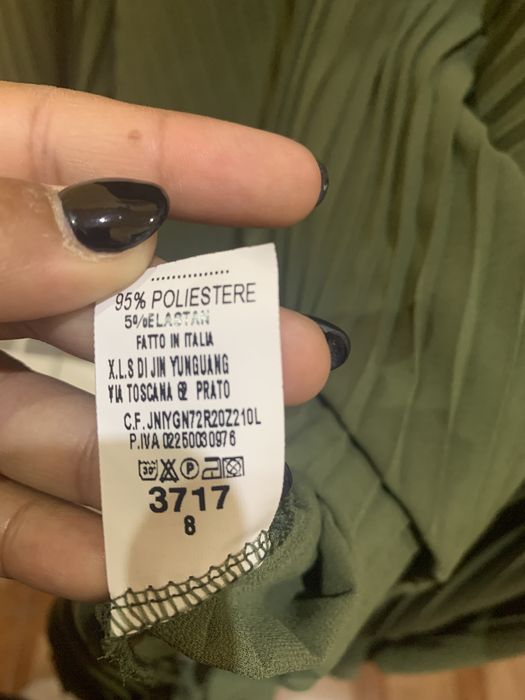 95% POLIESTERE
5% ELASTAN
FATTO IN ITALIA
X.L.S DI JIN YUNGUANG
VIA TOSCANA 62 PRATO
C.F. JNIYGN72R20Z210L
P.IVA 02250030976
30°
P
3717
8